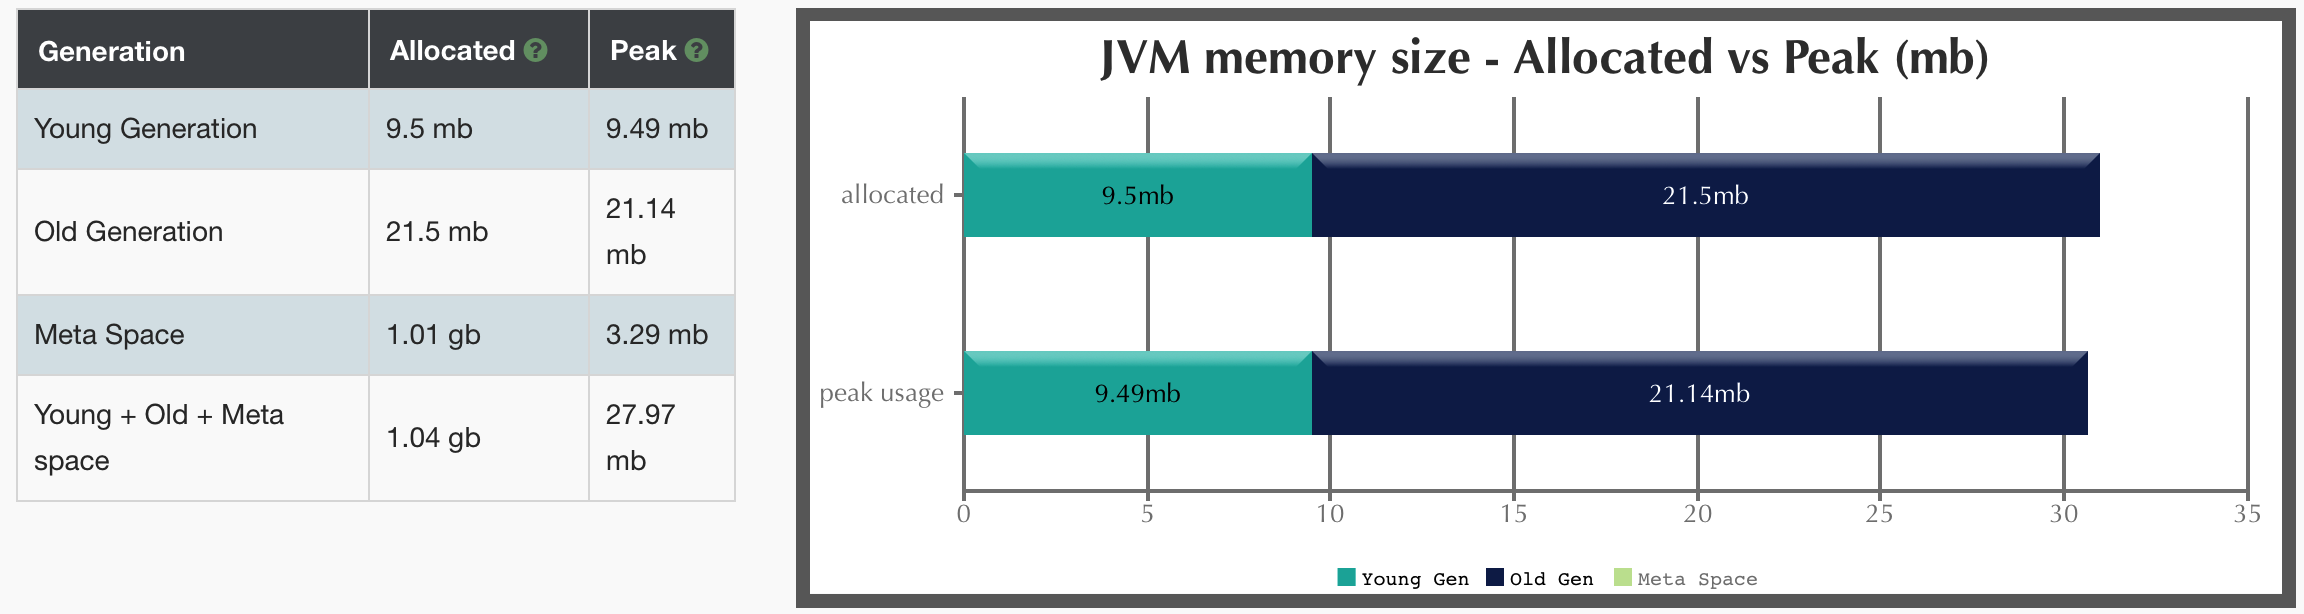 Generation Allocated ? Peak ?
Young Generation 9.5 mb 9.49 mb
Old Generation 21.5 mb 21.14
mb
Meta Space 1.01 gb 3.29 mb
Young + Old + Meta
space 1.04 gb 27.97
mb
JVM memory size - Allocated vs Peak (mb)
allocated 9.5mb 21.5mb
peak usage 9.49mb 21.14mb
0 5 10 15 20 25 30 35
Young Gen Old Gen Meta Space